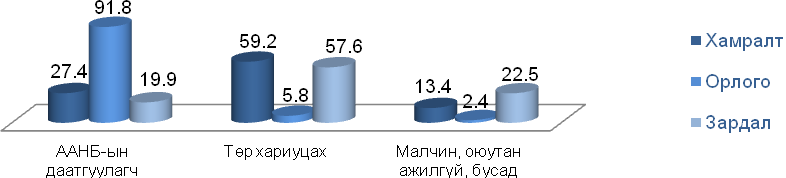 91.8
59.2
57.6
27.4
19.9
5.8
13.4
2.4
22.5
ААНБ-ын
даатгуулагч
Төр хариуцах
Малчин, оюутан
ажилгүй, бусад
Хамралт
Орлого
Зардал